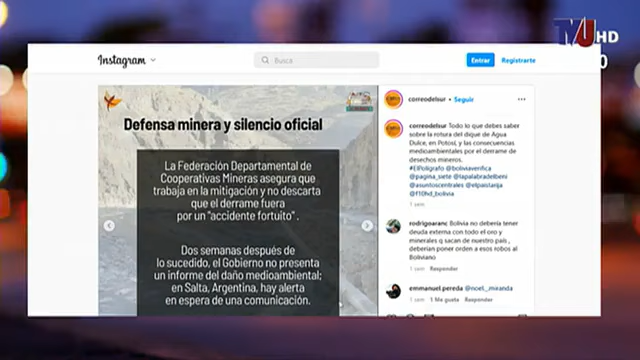 TVU HD
0
Instagram
Busca
Entrar
Regístrarte
Defensa minera y silencio oficial
La Federación Departamental de
Cooperativas Mineras asegura que
trabaja en la mitigación y no descarta
que el derrame fuera
por un "accidente fortuito" .
Dos semanas después de
lo sucedido, el Gobierno no presenta
un informe del daño medioambiental;
en Salta, Argentina, hay alerta
en espera de una comunicación.
correodelsur • Seguir
correodelsur Todo lo que debes saber
sobre la rotura del dique de Agua
Dulce, en Potosí, y las consecuencias
medioambientales por el derrame de
desechos mineros.
#ElPolígrafo @boliviaverifica
@pagina_siete @lapalabradelbeni
@asuntoscentrales @elpaistarija
@f10hd_bolivia
1 sem
rodrigoaranc Bolivia no debería tener
deuda externa con todo el oro y
minerales q sacan de nuestro país ,
deberían poner orden a esos robos al
Boliviano
1 sem Responder
emmanuel.pereda @noel._.miranda
1 sem 1 Me gusta Responder